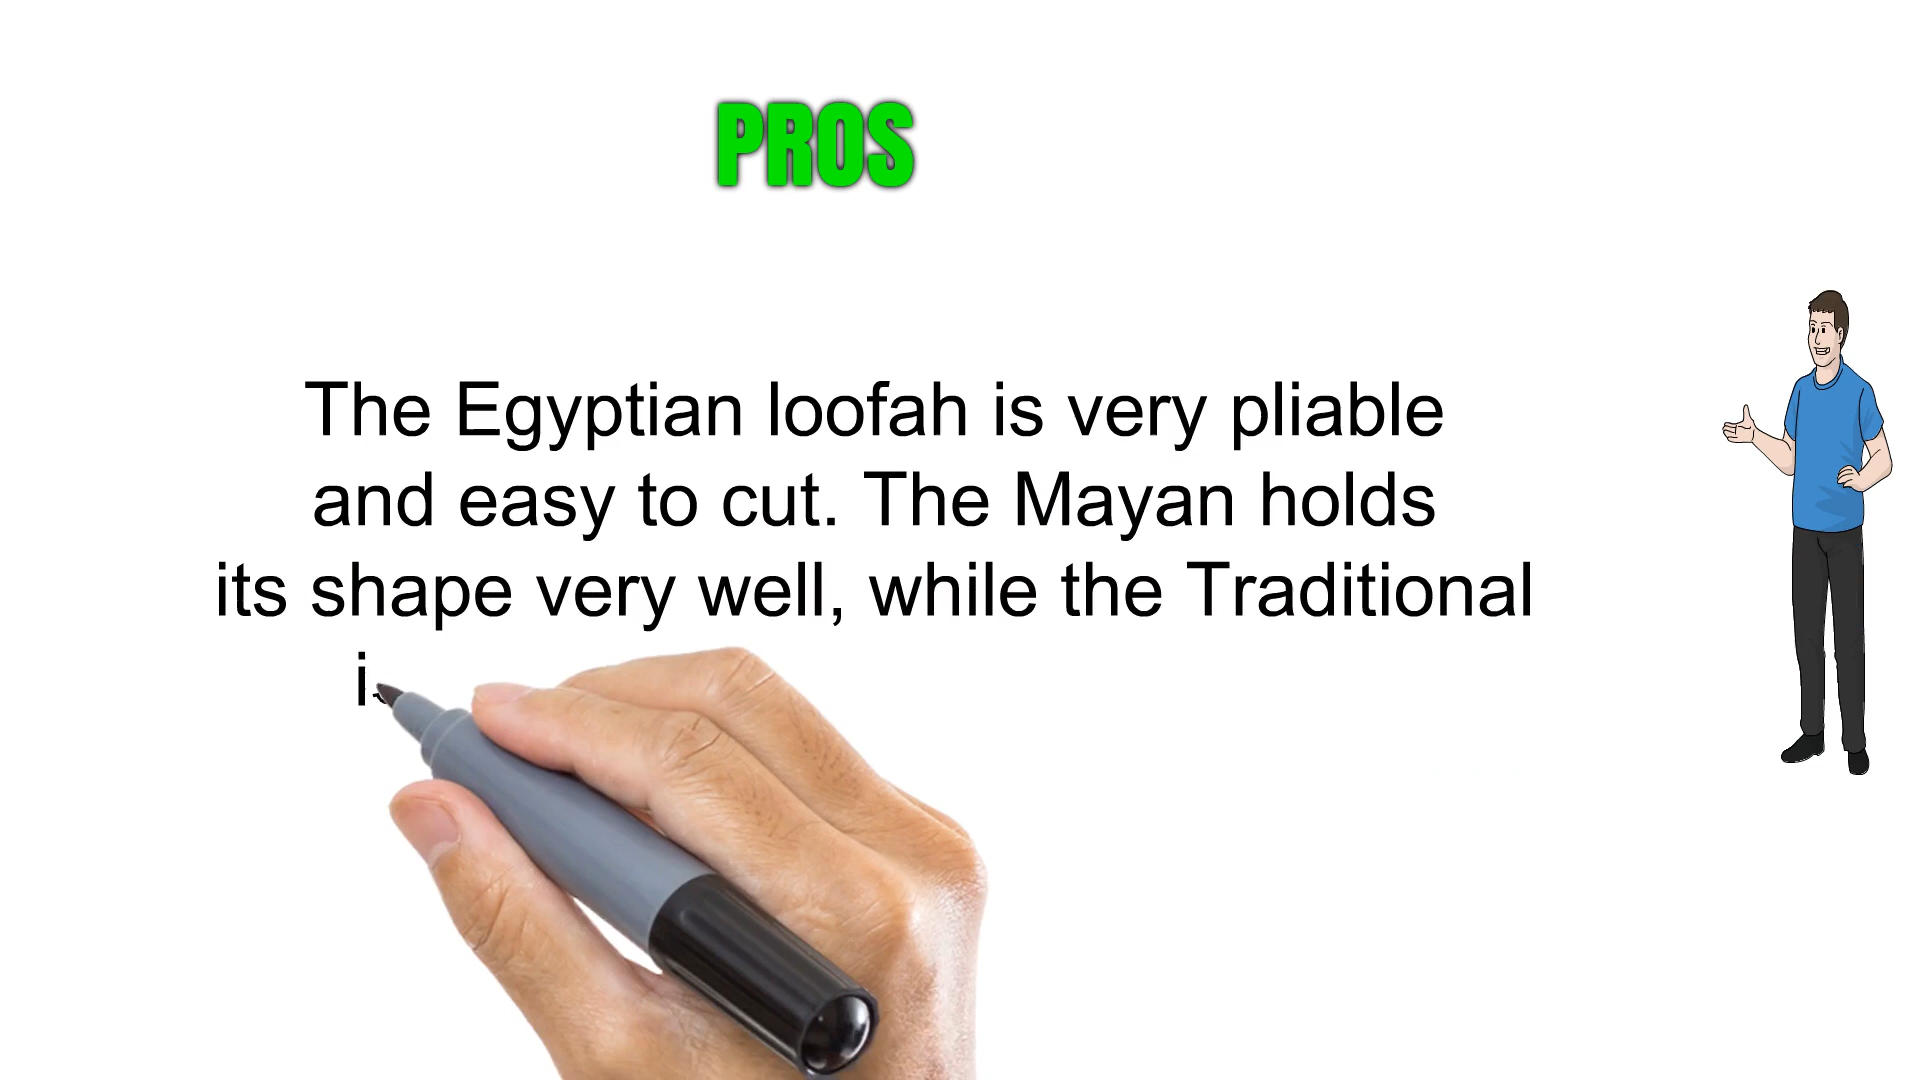 PROS
The Egyptian loofah is very pliable
and easy to cut. The Mayan holds
its shape very well, while the Traditional